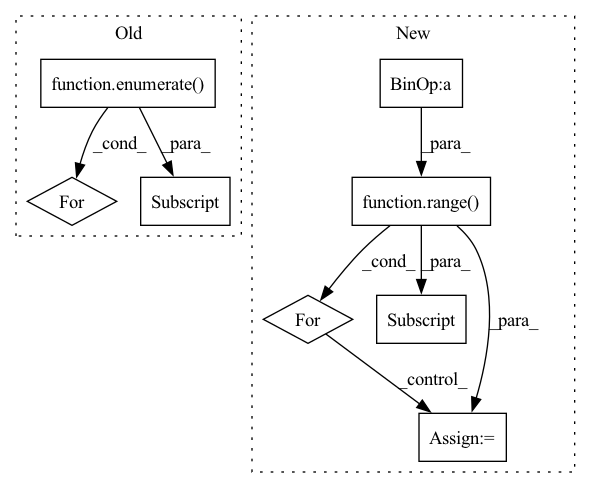 Old
New
function.enumerate()
BinOp:a
_cond_
_para_
_para_
For
Subscript
function.range()
_cond_
_para_
_para_
For
Subscript
_control_
Assign:=